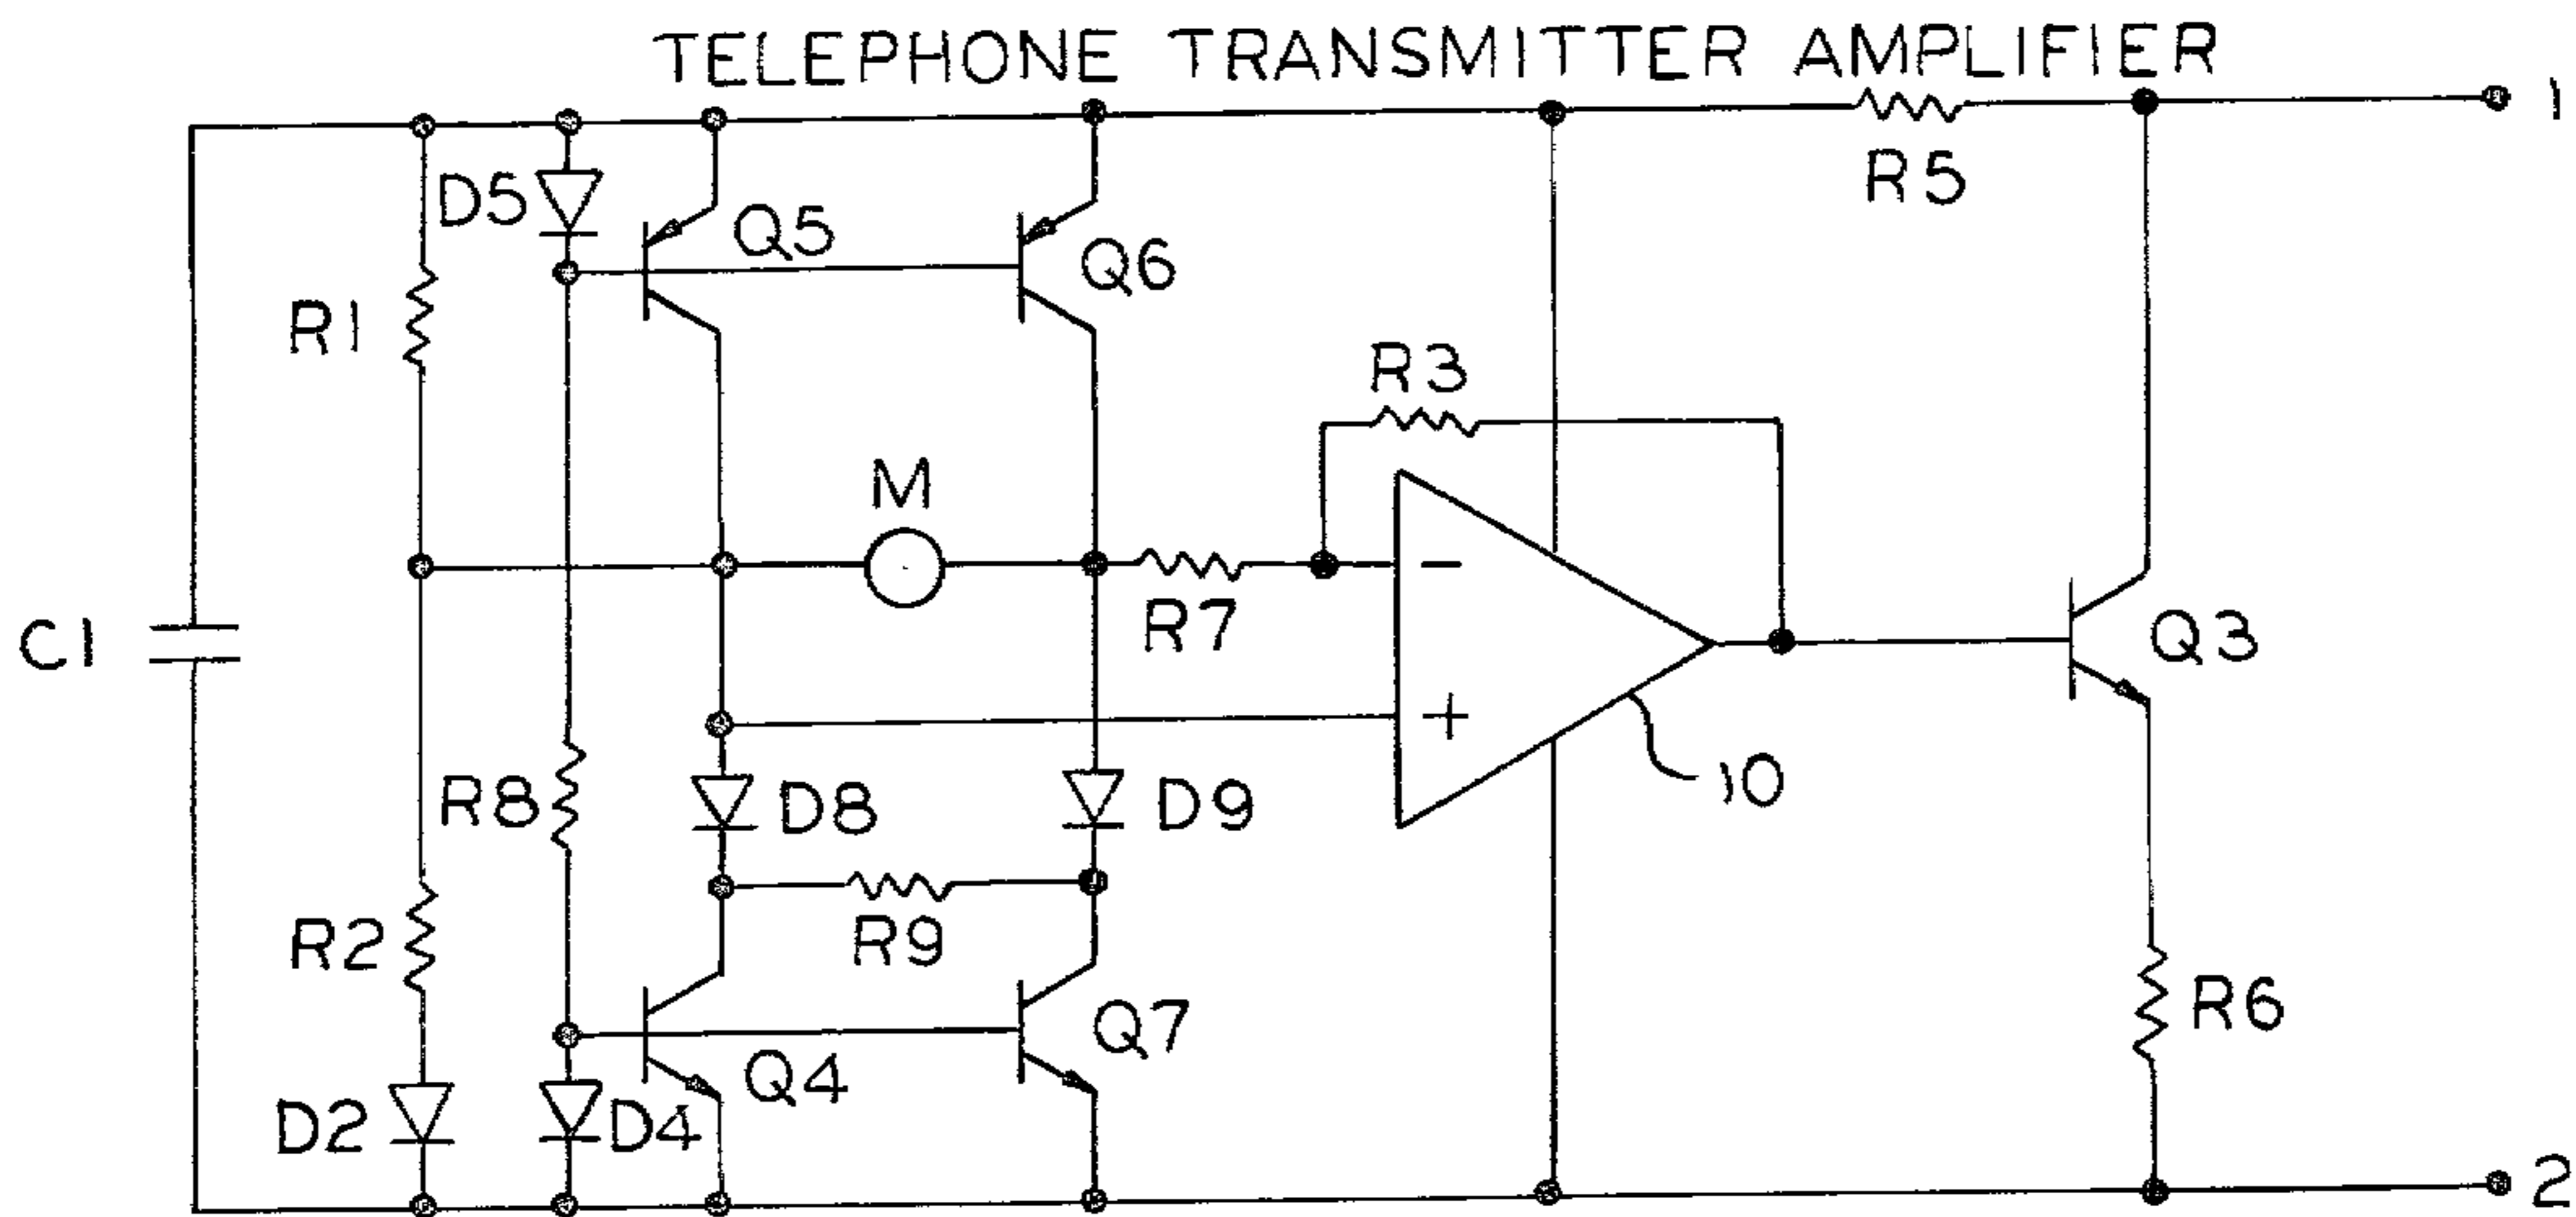 TELEPHONE TRANSMITTER AMPLIFIER
1
D5
Q5
R5
Q6
R1
R3
M
−
R7
C1
Q3
+
10
R8
D8
D9
R2
R9
R6
Q7
Q4
D2
D4
2